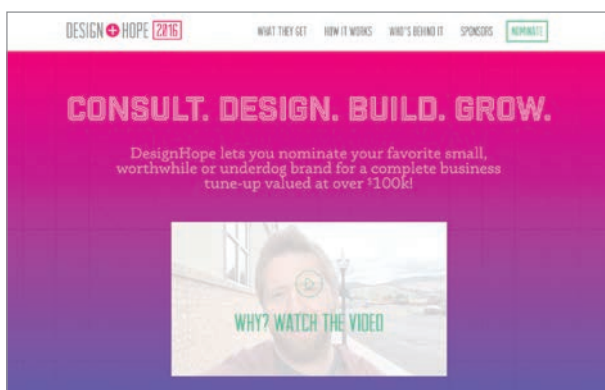 DESIGN + HOPE 2016
WHAT THEY GET HOW IT WORKS WHO'S BEHIND IT SPONSORS NOMINATE
CONSULT. DESIGN. BUILD. GROW.
DesignHope lets you nominate your favorite small,
worthwhile or underdog brand for a complete business
tune-up valued at over $100k!
WHY? WATCH THE VIDEO